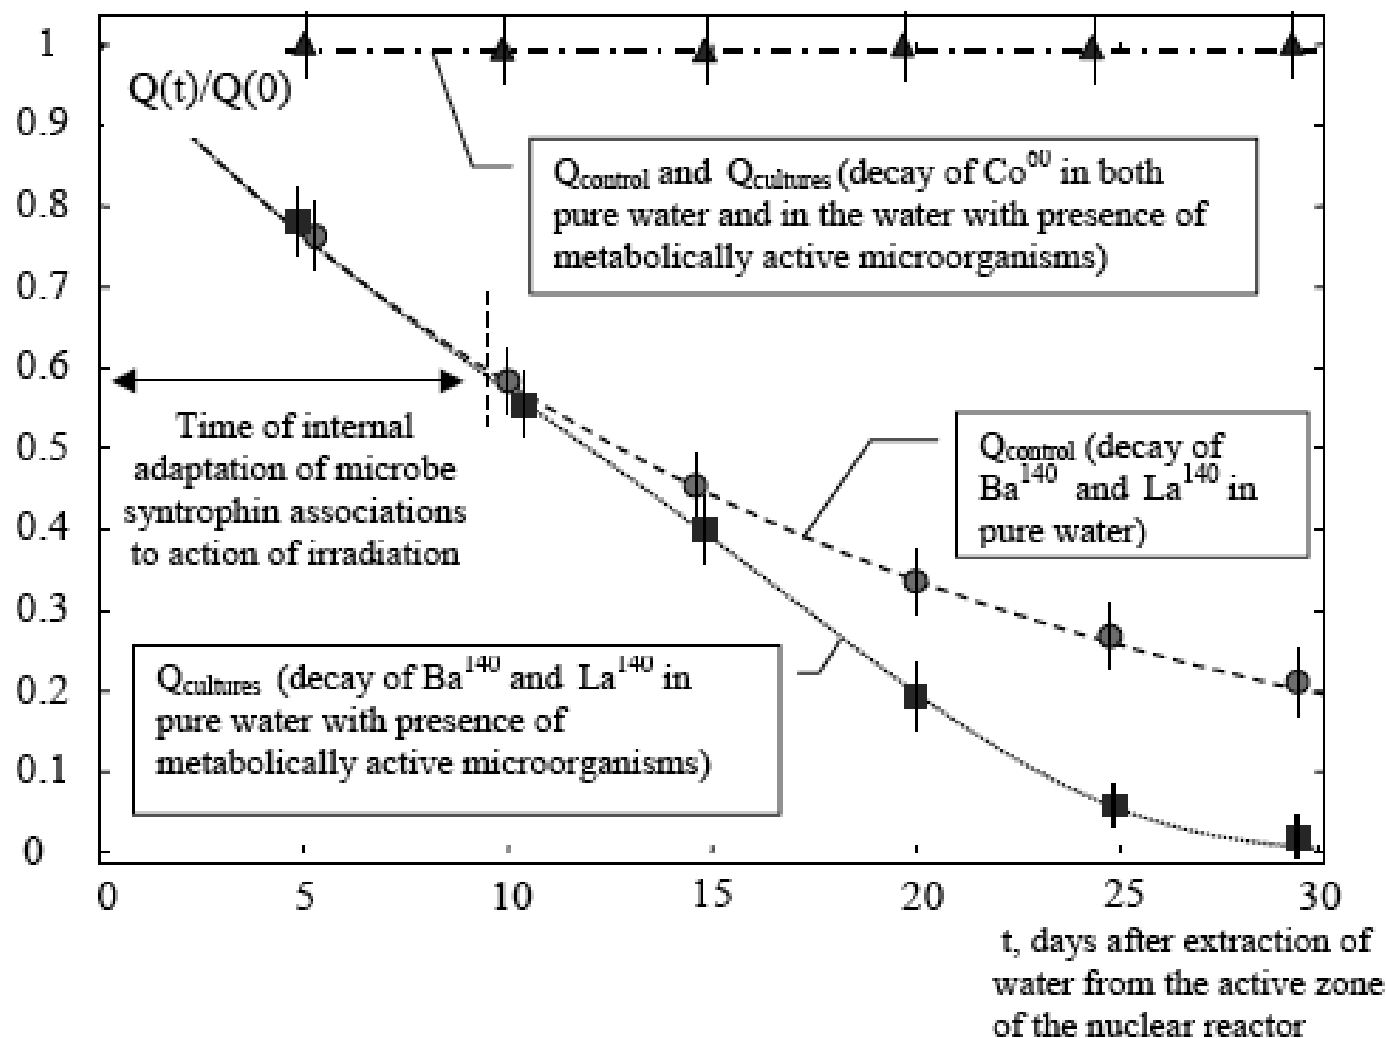 1
Q(t)/Q(0)
0.9
Qcontrol and Qcultures (decay of Co60 in both
pure water and in the water with presence of
metabolically active microorganisms)
0.8
0.7
0.6
Time of internal
adaptation of microbe
syntrophin associations
to action of irradiation
0.5
Qcontrol (decay of
Ba140 and La140 in
pure water)
0.4
0.3
Qcultures (decay of Ba140 and La140 in
pure water with presence of
metabolically active microorganisms)
0.2
0.1
0
0 5 10 15 20 25 30
t, days after extraction of
water from the active zone
of the nuclear reactor